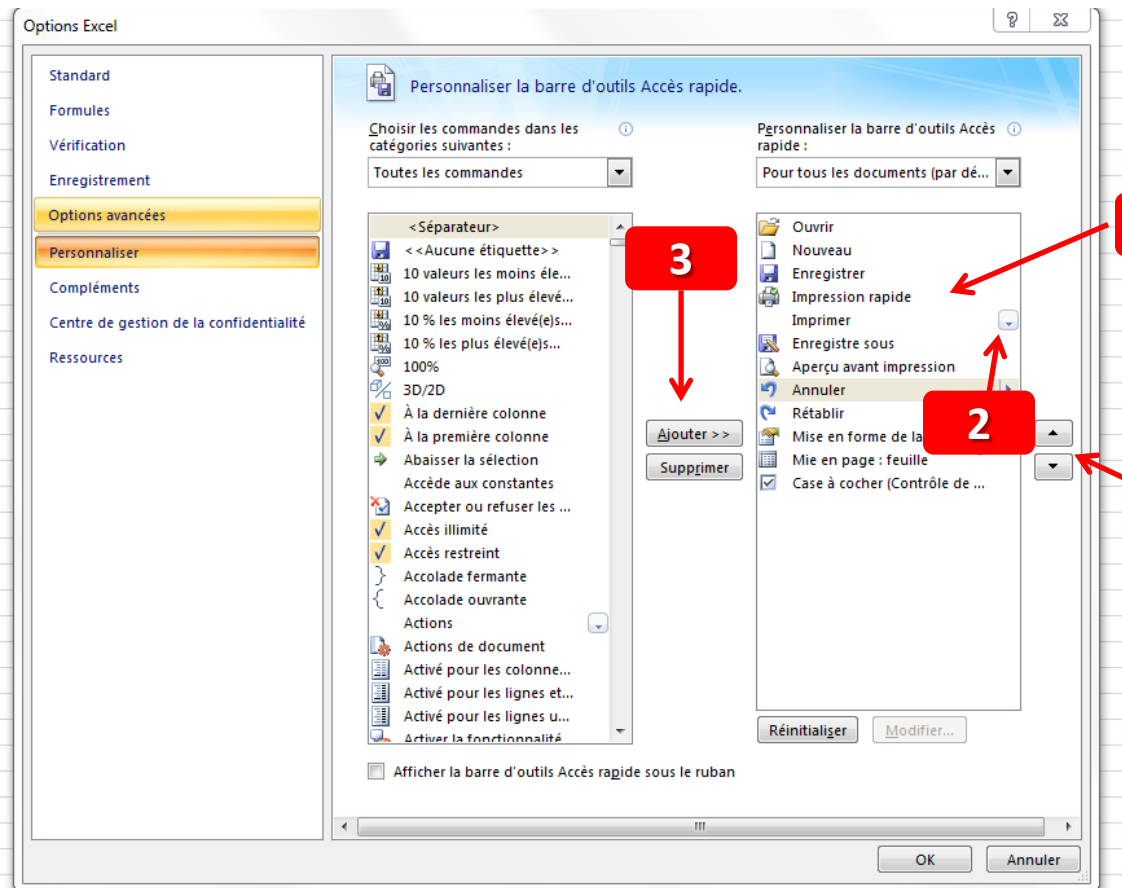 Options Excel
Standard
Formules
Vérification
Enregistrement
Options avancées
Personnaliser
Compléments
Centre de gestion de la confidentialité
Ressources
Personnaliser la barre d'outils Accès rapide.
Choisir les commandes dans les
catégories suivantes :
Toutes les commandes
<Séparateur>
<<Aucune étiquette>>
10 valeurs les moins éle...
10 valeurs les plus élevé...
10 % les moins élevé(e)s...
10 % les plus élevé(e)s...
100%
3D/2D
À la dernière colonne
À la première colonne
Abaisser la sélection
Accède aux constantes
Accepter ou refuser les ...
Accès illimité
Accès restreint
Accolade fermante
Accolade ouvrante
Actions
Actions de document
Activé pour les colonne...
Activé pour les lignes et...
Activé pour les lignes u...
Activer la fonctionnalité
Afficher la barre d'outils Accès rapide sous le ruban
3
Ajouter >>
Supprimer
Personnaliser la barre d'outils Accès
rapide :
Pour tous les documents (par dé...
Ouvrir
Nouveau
Enregistrer
Impression rapide
Imprimer
Enregistre sous
Aperçu avant impression
Annuler
Rétablir
Mise en forme de la
Mie en page : feuille
Case à cocher (Contrôle de ...
2
Réinitialiser
Modifier...
OK
Annuler